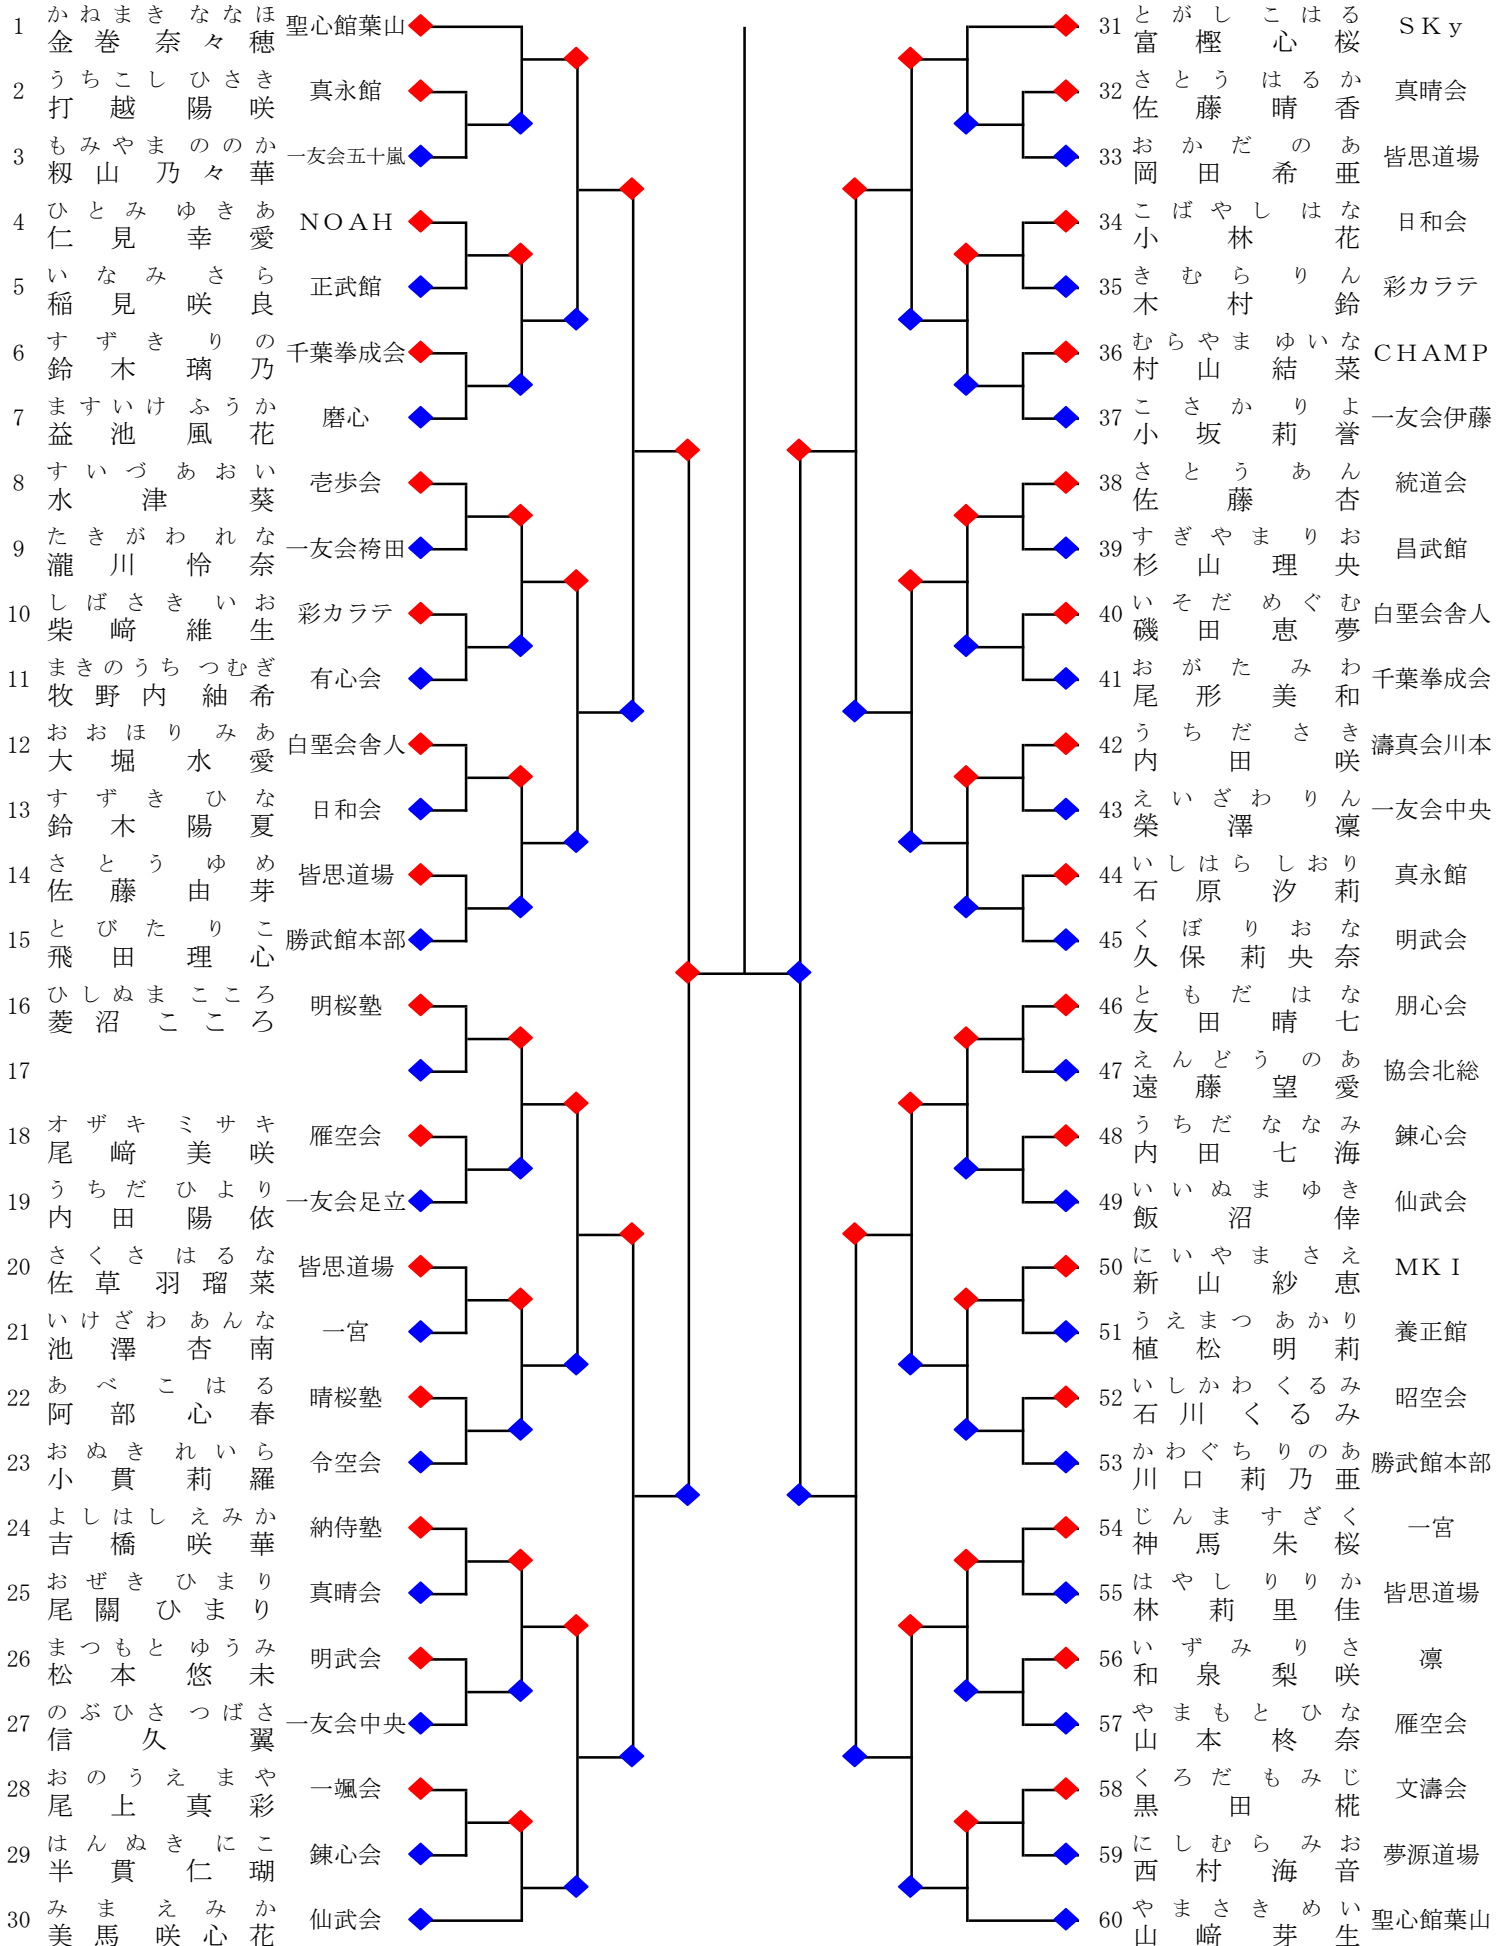 かねまき ななほ
1 金巻 奈々穂 聖心館葉山
うちこし ひさき
2 打越 陽咲 真永館
もみやま ののか
3 籾山 乃々華 一友会五十嵐
ひとみ ゆきあ
4 仁見 幸愛 NOAH
いなみ さら
5 稲見 咲良 正武館
すずき りの
6 鈴木 璃乃 千葉拳成会
ますいけ ふうか
7 益池 風花 磨心
すいづ あおい
8 水津 葵 壱歩会
たきがわ れな
9 瀧川 怜奈 一友会袴田
しばさき いお
10 柴﨑 維生 彩カラテ
まきのうち つむぎ
11 牧野内 紬希 有心会
おおほり みあ
12 大堀 水愛 白堊会舎人
すずき ひな
13 鈴木 陽夏 日和会
さとう ゆめ
14 佐藤 由芽 皆思道場
とびた りこ
15 飛田 理心 勝武館本部
ひしぬま こころ
16 菱沼 こころ 明桜塾
17
オザキ ミサキ
18 尾﨑 美咲 雁空会
うちだ ひより
19 内田 陽依 一友会足立
さくさ はるな
20 佐草 羽瑠菜 皆思道場
いけざわ あんな
21 池澤 杏南 一宮
あべ こはる
22 阿部 心春 晴桜塾
おぬき れいら
23 小貫 莉羅 令空会
よしはし えみか
24 吉橋 咲華 納侍塾
おぜき ひまり
25 尾關 ひまり 真晴会
まつもと ゆうみ
26 松本 悠未 明武会
のぶひさ つばさ
27 信久 翼 一友会中央
おのうえ まや
28 尾上 真彩 一颯会
はんぬき にこ
29 半貫 仁瑚 錬心会
みま えみか
30 美馬 咲心花 仙武会
とがし こはる
31 富樫 心桜 SKy
さとう はるか
32 佐藤 晴香 真晴会
おかだ のあ
33 岡田 希亜 皆思道場
こばやし はな
34 小林 花 日和会
きむら りん
35 木村 鈴 彩カラテ
むらやま ゆいな
36 村山 結菜 CHAMP
こさか りよ
37 小坂 莉誉 一友会伊藤
さとう あん
38 佐藤 杏 統道会
すぎやま りお
39 杉山 理央 昌武館
いそだ めぐむ
40 磯田 恵夢 白堊会舎人
おがた みわ
41 尾形 美和 千葉拳成会
うちだ さき
42 内田 咲 濤真会川本
えいざわ りん
43 榮澤 凜 一友会中央
いしはら しおり
44 石原 汐莉 真永館
くぼ りおな
45 久保 莉央奈 明武会
ともだ はな
46 友田 晴七 朋心会
えんどう のあ
47 遠藤 望愛 協会北総
うちだ ななみ
48 内田 七海 錬心会
いいぬま ゆき
49 飯沼 倖 仙武会
にいやま さえ
50 新山 紗恵 MKI
うえまつ あかり
51 植松 明莉 養正館
いしかわ くるみ
52 石川 くるみ 昭空会
かわぐち りのあ
53 川口 莉乃亜 勝武館本部
じんま すざく
54 神馬 朱桜 一宮
はやし りりか
55 林 莉里佳 皆思道場
いずみ りさ
56 和泉 梨咲 凛
やまもと ひな
57 山本 柊奈 雁空会
くろだ もみじ
58 黒田 椛 文濤会
にしむら みお
59 西村 海音 夢源道場
やまさき めい
60 山﨑 芽生 聖心館葉山